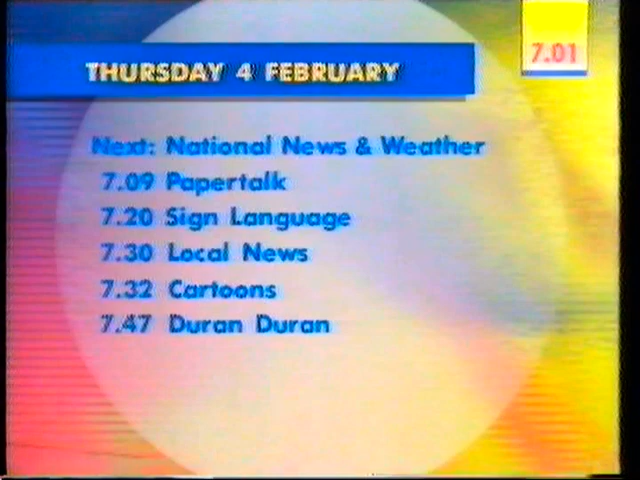 7.01
THURSDAY 4 FEBRUARY
Next: National News & Weather
7.09 Papertalk
7.20 Sign Language
7.30 Local News
7.32 Cartoons
7.47 Duran Duran